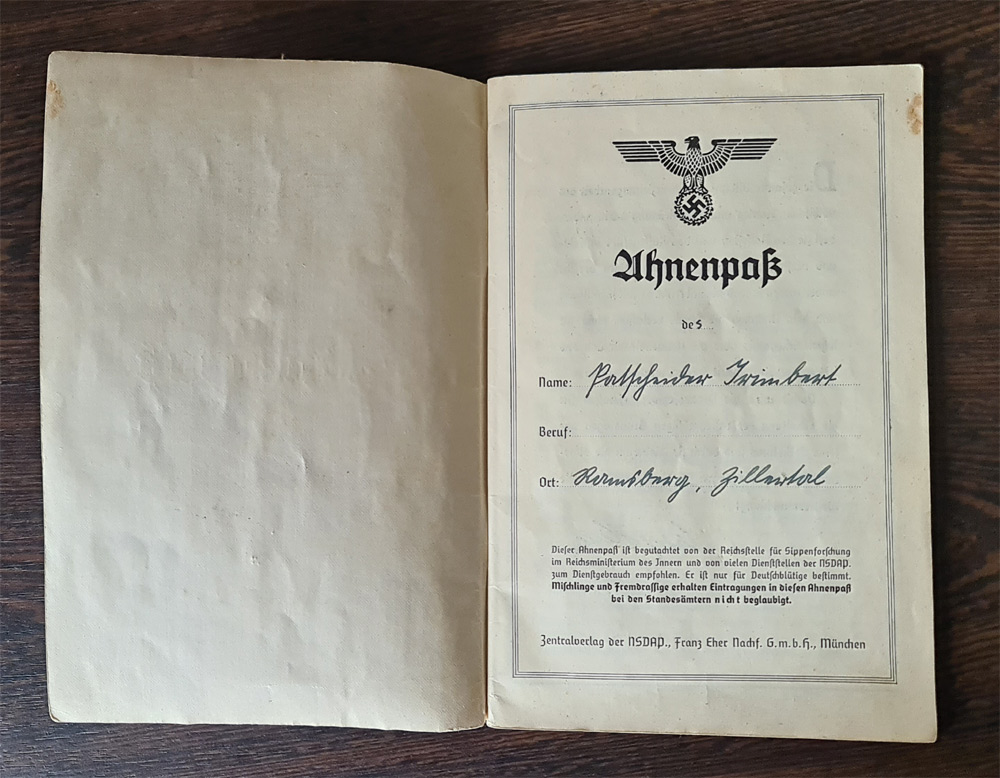 Ahnenpaß
des
Name: Patscheider Irimbert
Beruf:
Ort: Ramsberg, Zillertal
Dieser Ahnenpaß ist begutachtet von der Reichsstelle für Sippenforschung
im Reichsministerium des Innern und von vielen Dienststellen der NSDAP.
zum Dienstgebrauch empfohlen. Er ist nur für Deutschblütige bestimmt.
Mischlinge und Fremdrassige erhalten Eintragungen in diesen Ahnenpaß
bei den Standesämtern nicht beglaubigt.
Zentralverlag der NSDAP., Franz Eher Nachf. G.m.b.H., München